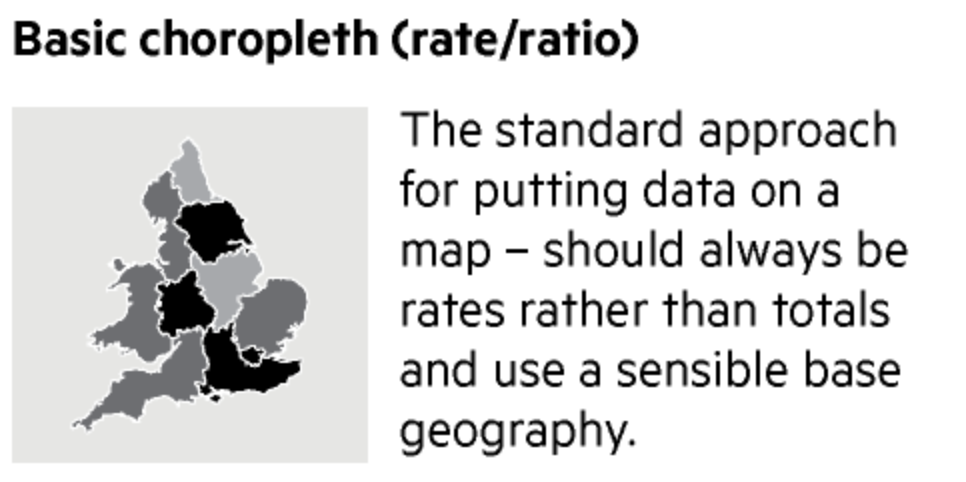 Basic choropleth (rate/ratio)
The standard approach
for putting data on a
map – should always be
rates rather than totals
and use a sensible base
geography.